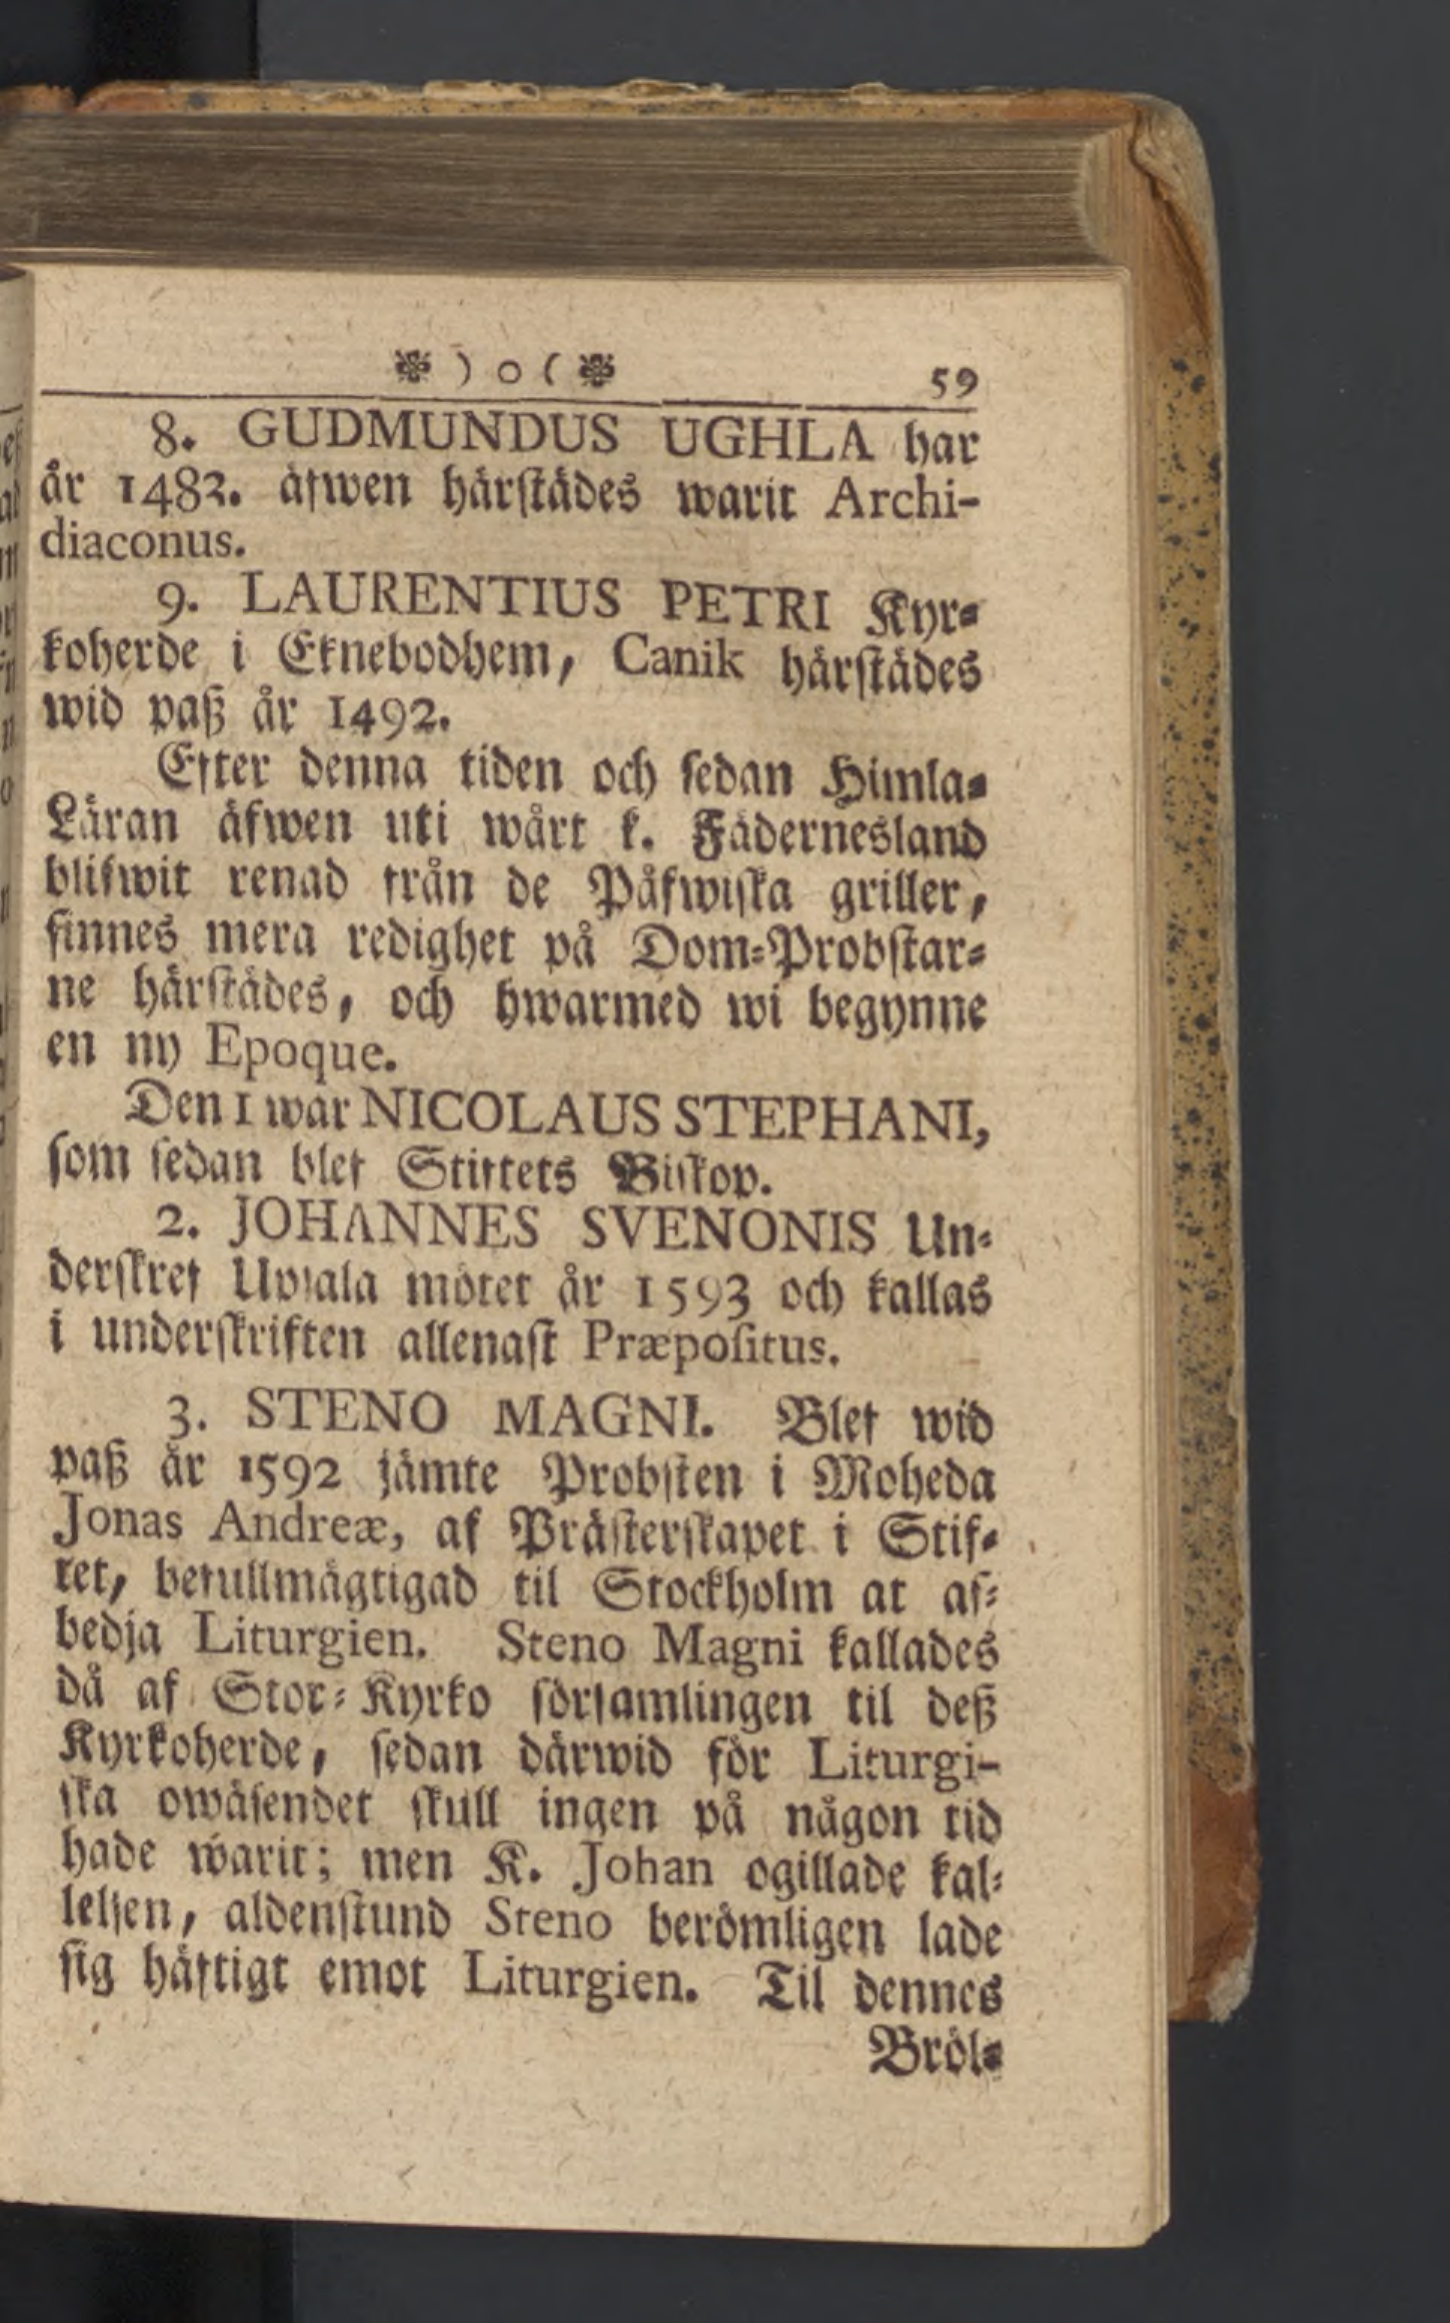 ❃ ) o ( ❃ 59
8. GUDMUNDUS UGHLA har
år 1482. äfwen härstädes warit Archi-
diaconus.
9. LAURENTIUS PETRI Kyr-
koherde i Eknebodhem, Canik härstädes
wid paß år 1492.
Efter denna tiden och sedan Himla-
Läran äfwen uti wårt k. Fädernesland
blifwit renad från de Påfwiska griller,
finnes mera redighet på Dom-Probstar-
ne härstädes, och hwarmed wi begynne
en ny Epoque.
Den 1 war NICOLAUS STEPHANI,
som sedan blef Stiftets Biskop.
2. JOHANNES SVENONIS Un-
derskref Upsala mötet år 1593 och kallas
i underskriften allenast Præpositus.
3. STENO MAGNI. Blef wid
paß år 1592 jämte Probsten i Moheda
Jonas Andreæ, af Prästerskapet i Stif-
tet, befullmägtigad til Stockholm at af-
bedja Liturgien. Steno Magni kallades
då af Stor-Kyrko församlingen til deß
Kyrkoherde, sedan därwid för Liturgi-
ska owäsendet skull ingen på någon tid
hade warit; men K. Johan ogillade kal-
lelsen, aldenstund Steno berömligen lade
sig häftigt emot Liturgien. Til dennes
Bröl-